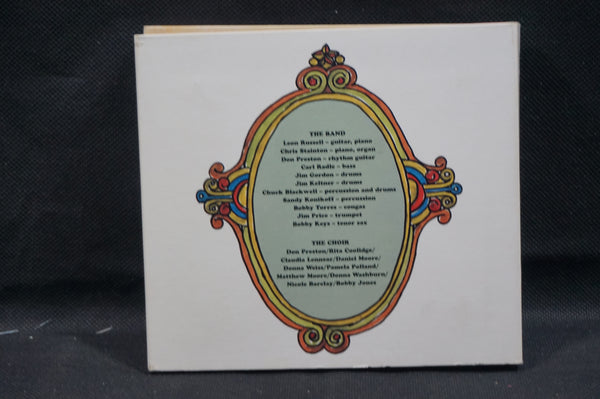 THE BAND
Leon Russell – guitar, piano
Chris Stainton – piano, organ
Don Preston – rhythm guitar
Carl Radle – bass
Jim Gordon – drums
Jim Keltner – drums
Chuck Blackwell – percussion and drums
Sandy Konikoff – percussion
Bobby Torres – congas
Jim Price – trumpet
Bobby Keys – tenor sax
THE CHOIR
Don Preston/Rita Coolidge/
Claudia Lennear/Daniel Moore/
Donna Weiss/Pamela Polland/
Matthew Moore/Donna Washburn/
Nicole Barclay/Bobby Jones